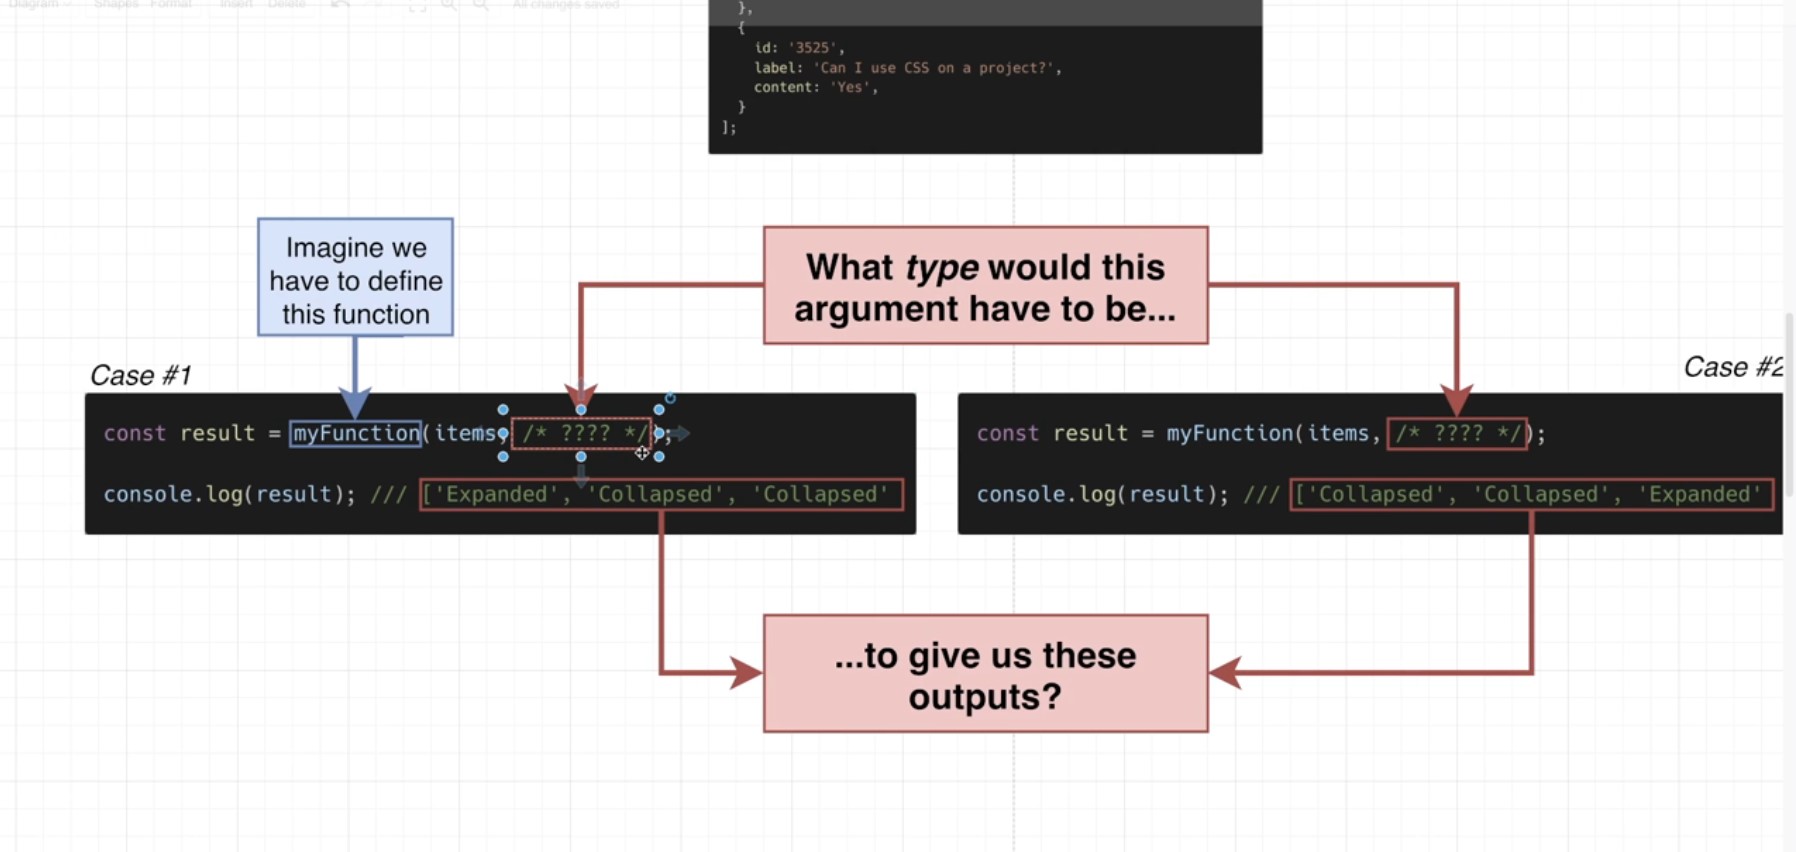 Diagram Shapes Format Insert Delete All changes saved
},
{
id: '3525',
label: 'Can I use CSS on a project?',
content: 'Yes',
}
];
Imagine we
have to define
this function
What type would this
argument have to be...
Case #1
Case #2
const result = myFunction(items, /* ???? */);
console.log(result); /// ['Expanded', 'Collapsed', 'Collapsed'
const result = myFunction(items, /* ???? */);
console.log(result); /// ['Collapsed', 'Collapsed', 'Expanded'
...to give us these
outputs?